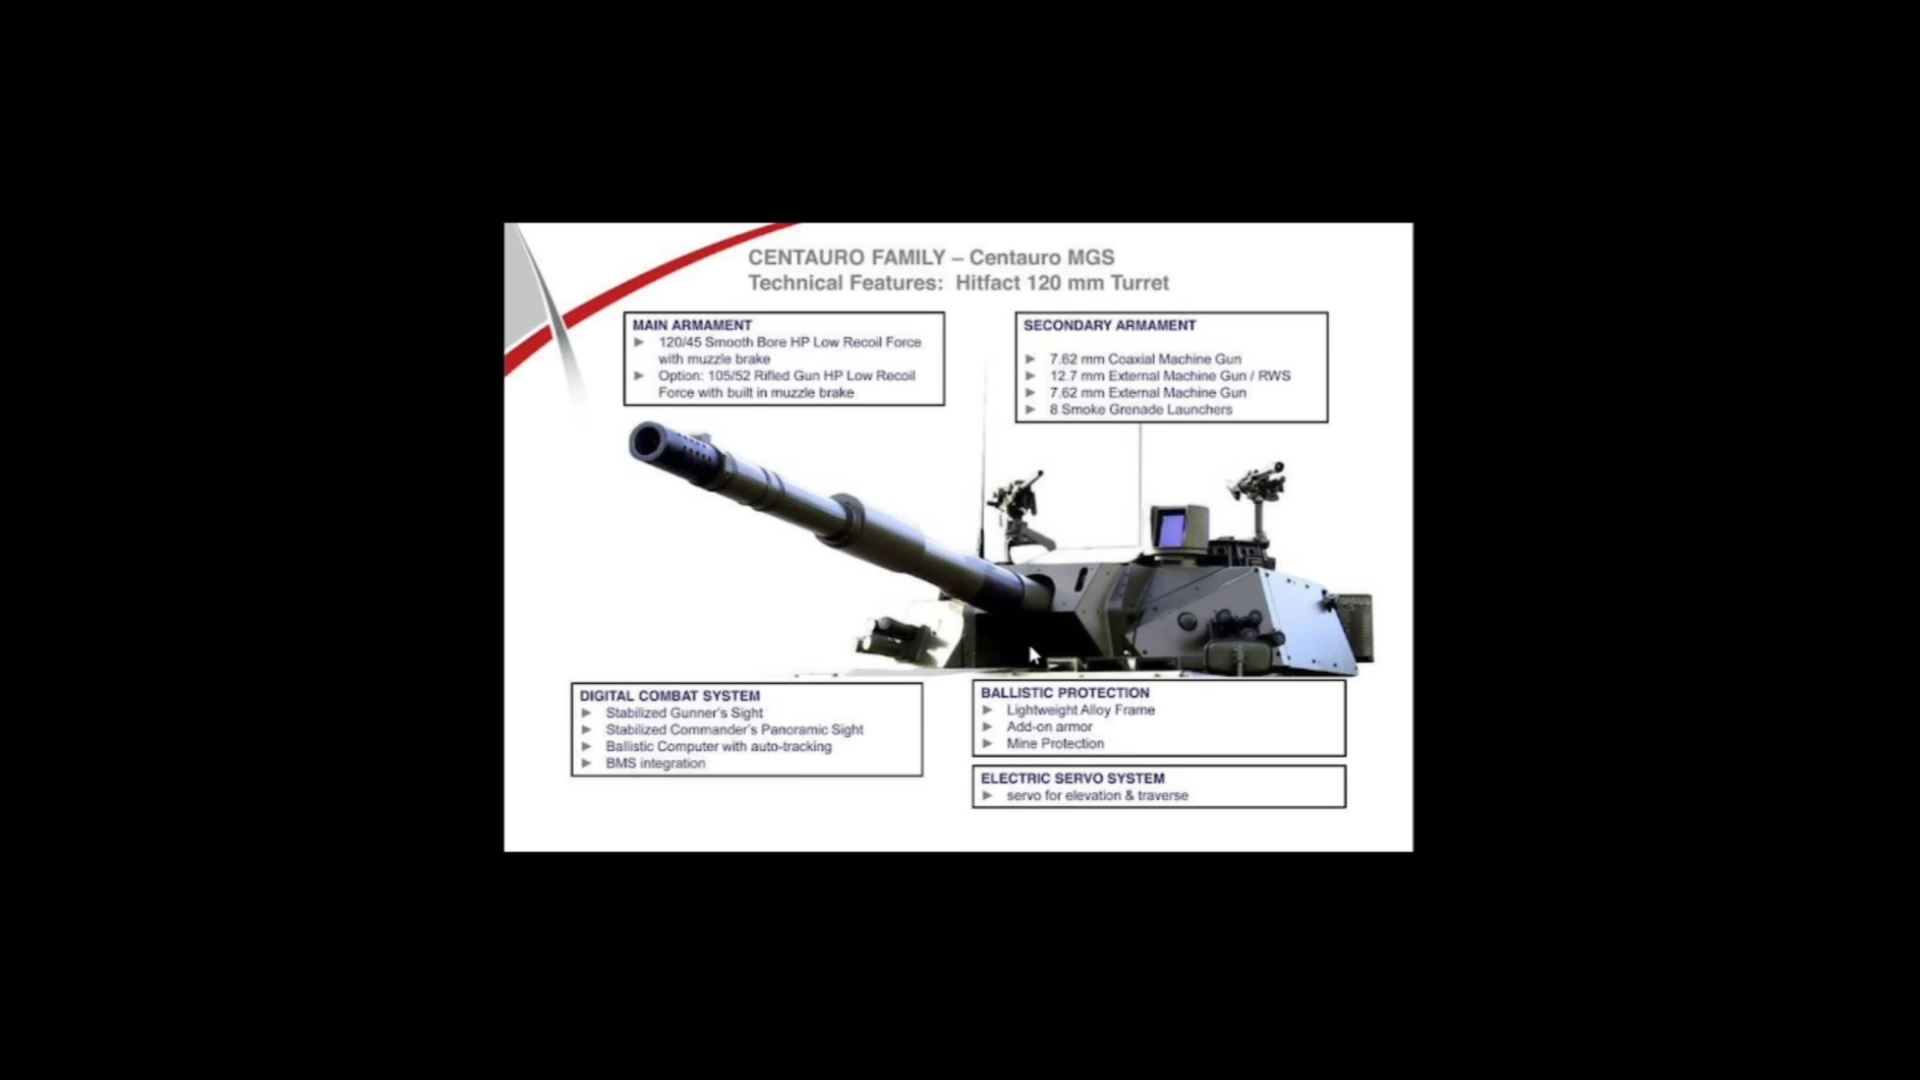 CENTAURO FAMILY – Centauro MGS
Technical Features: Hitfact 120 mm Turret
MAIN ARMAMENT
120/45 Smooth Bore HP Low Recoil Force
with muzzle brake
Option: 105/52 Rifled Gun HP Low Recoil
Force with built in muzzle brake
SECONDARY ARMAMENT
7.62 mm Coaxial Machine Gun
12.7 mm External Machine Gun / RWS
7.62 mm External Machine Gun
8 Smoke Grenade Launchers
DIGITAL COMBAT SYSTEM
Stabilized Gunner's Sight
Stabilized Commander's Panoramic Sight
Ballistic Computer with auto-tracking
BMS integration
BALLISTIC PROTECTION
Lightweight Alloy Frame
Add-on armor
Mine Protection
ELECTRIC SERVO SYSTEM
servo for elevation & traverse